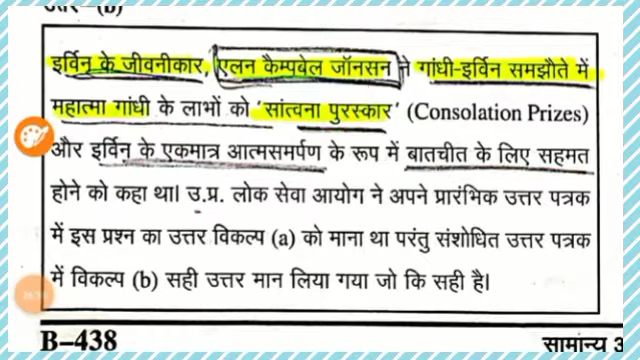 उत्तर–(b)
इर्विन के जीवनीकार, एलन कैम्पबेल जॉनसन ने गांधी-इर्विन समझौते में
महात्मा गांधी के लाभों को ‘सांत्वना पुरस्कार’ (Consolation Prizes)
और इर्विन के एकमात्र आत्मसमर्पण के रूप में बातचीत के लिए सहमत
होने को कहा था। उ.प्र. लोक सेवा आयोग ने अपने प्रारंभिक उत्तर पत्रक
में इस प्रश्न का उत्तर विकल्प (a) को माना था परंतु संशोधित उत्तर पत्रक
में विकल्प (b) सही उत्तर मान लिया गया जो कि सही है।
B–438 सामान्य